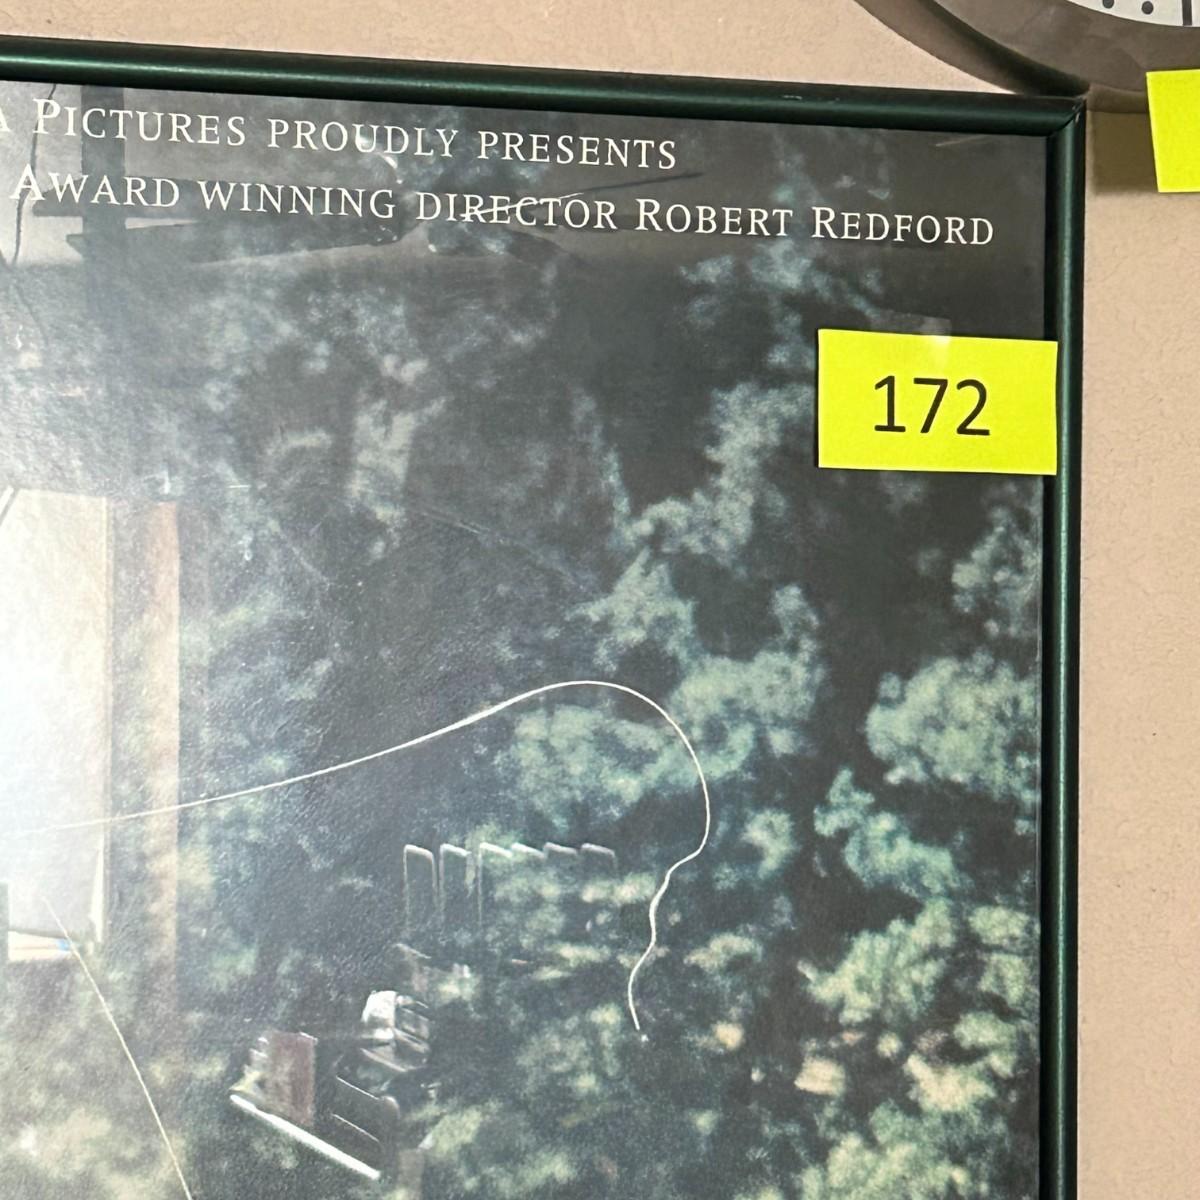 A PICTURES PROUDLY PRESENTS
AWARD WINNING DIRECTOR ROBERT REDFORD
172